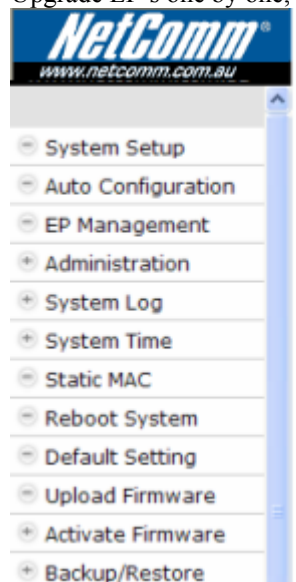 Upgrade EP's one by one,
NetComm®
www.netcomm.com.au
System Setup
Auto Configuration
EP Management
Administration
System Log
System Time
Static MAC
Reboot System
Default Setting
Upload Firmware
Activate Firmware
Backup/Restore